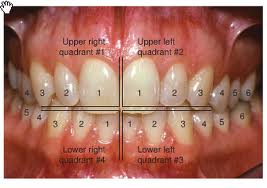 Upper right
quadrant #1
Upper left
quadrant #2
4 3 2 1
1 2 3 4 5 6
5 4 3 2 1
1 2 3 4 5 6
Lower right
quadrant #4
Lower left
quadrant #3